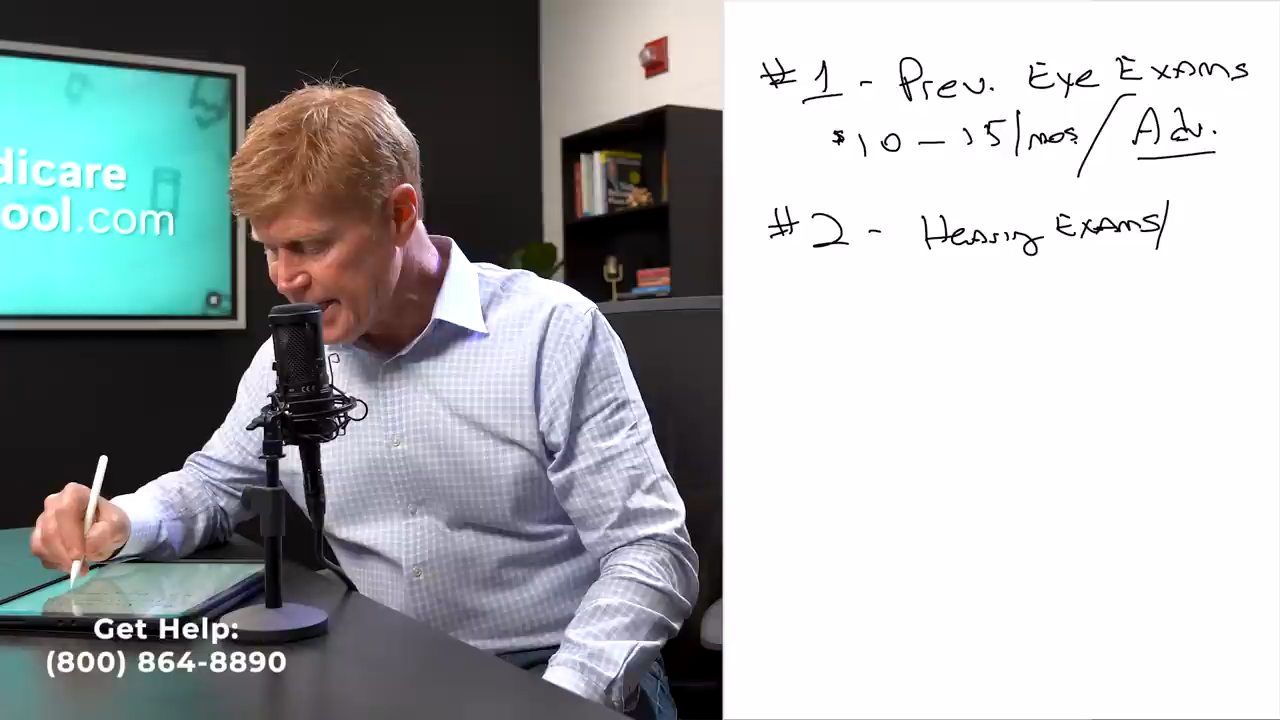 dicare
ool.com
Get Help:
(800) 864-8890
#1 - Prev. Eye Exams
$10 - 15/mos. / Adv.
#2 - Hearing Exams/